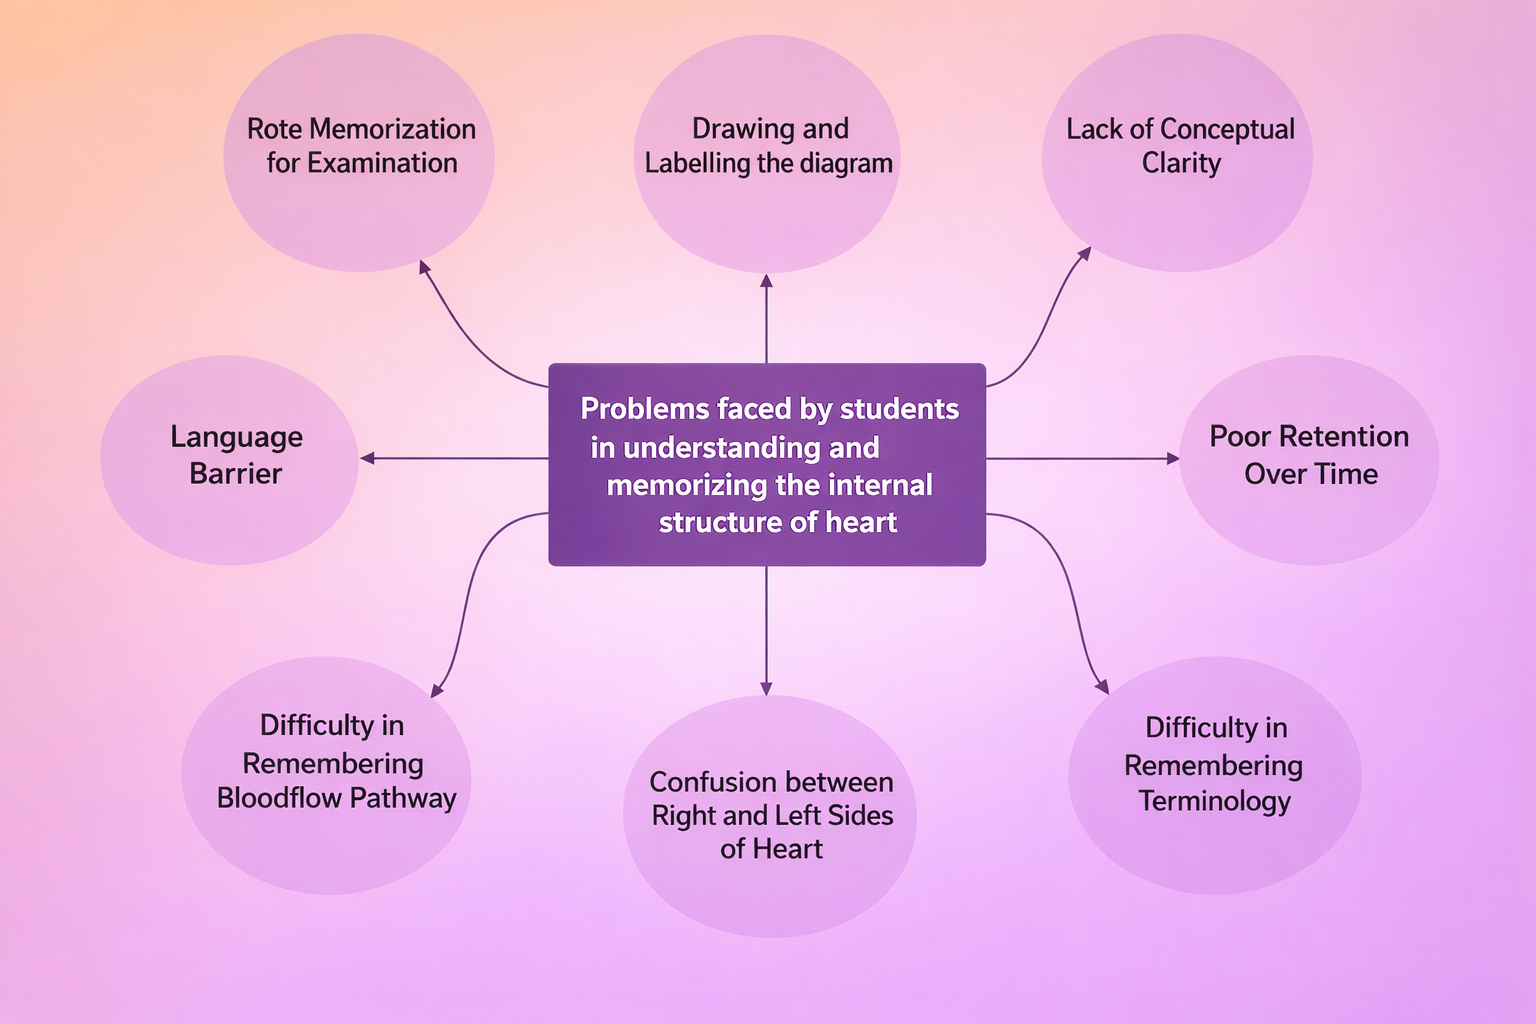 Rote Memorization
for Examination
Drawing and
Labelling the diagram
Lack of Conceptual
Clarity
Language
Barrier
Problems faced by students
in understanding and
memorizing the internal
structure of heart
Poor Retention
Over Time
Difficulty in
Remembering
Bloodflow Pathway
Confusion between
Right and Left Sides
of Heart
Difficulty in
Remembering
Terminology